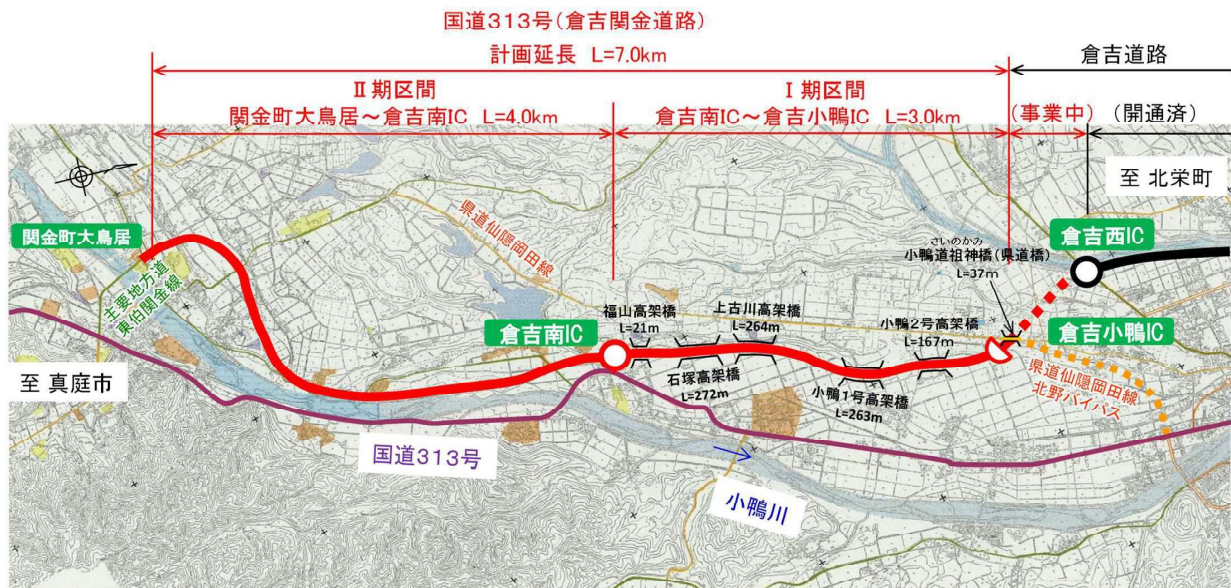 国道313号(倉吉関金道路)
計画延長 L=7.0km
倉吉道路
Ⅱ期区間
Ⅰ期区間
関金町大鳥居～倉吉南IC L=4.0km
倉吉南IC～倉吉小鴨IC L=3.0km
(事業中)
(開通済)
至 北栄町
関金町大鳥居
主要地方道
東伯関金線
県道仙隠岡田線
さいのかみ
小鴨道祖神橋(県道橋)
L=37m
倉吉西IC
福山高架橋
L=21m
上古川高架橋
L=264m
小鴨2号高架橋
L=167m
倉吉南IC
倉吉小鴨IC
石塚高架橋
L=272m
小鴨1号高架橋
L=263m
県道仙隠岡田線
北野バイパス
至 真庭市
国道313号
小鴨川